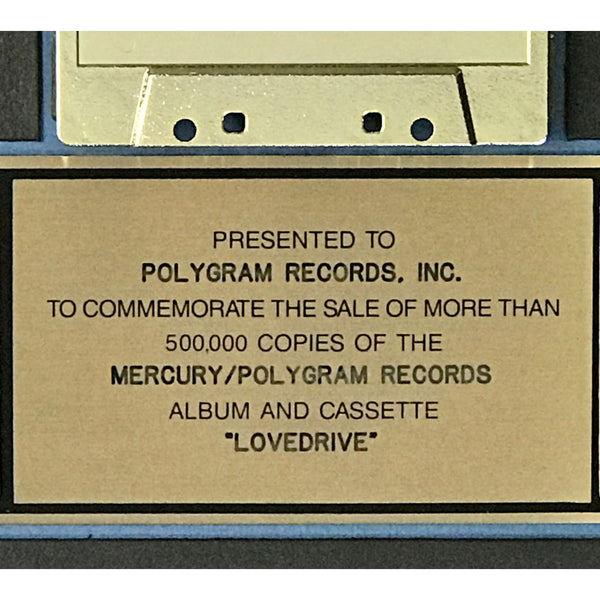 PRESENTED TO
POLYGRAM RECORDS, INC.
TO COMMEMORATE THE SALE OF MORE THAN
500,000 COPIES OF THE
MERCURY/POLYGRAM RECORDS
ALBUM AND CASSETTE
"LOVEDRIVE"